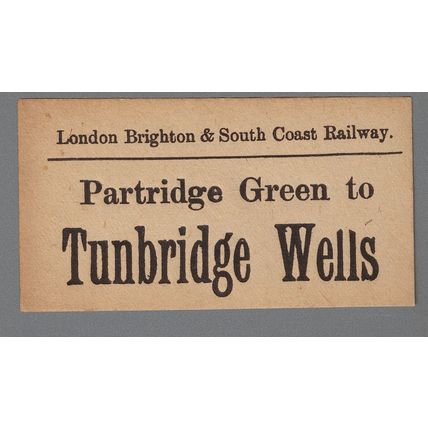 London Brighton & South Coast Railway.
Partridge Green to
Tunbridge Wells